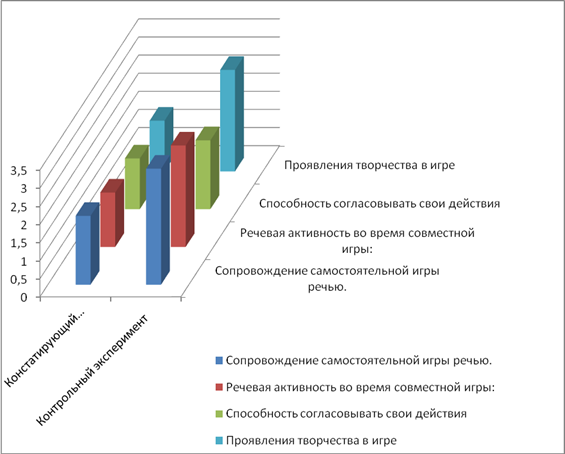 3,5
3
2,5
2
1,5
1
0,5
0
Констатирующий...
Контрольный эксперимент
Проявления творчества в игре
Способность согласовывать свои действия
Речевая активность во время совместной
игры:
Сопровождение самостоятельной игры
речью.
Сопровождение самостоятельной игры речью.
Речевая активность во время совместной игры:
Способность согласовывать свои действия
Проявления творчества в игре